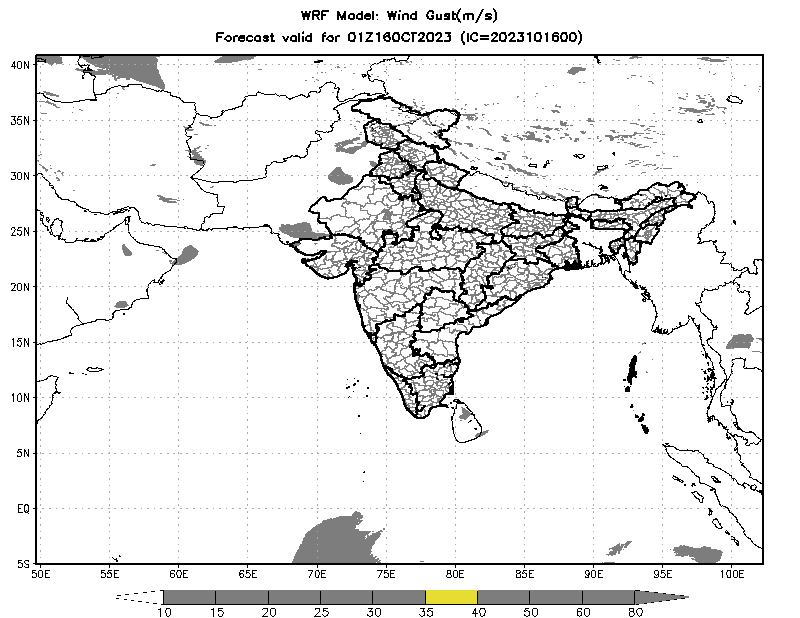 WRF Model: Wind Gust(m/s)
Forecast valid for 01Z16OCT2023 (IC=2023101600)
40N
35N
30N
25N
20N
15N
10N
5N
EQ
5S
50E 55E 60E 65E 70E 75E 80E 85E 90E 95E 100E
10 15 20 25 30 35 40 50 60 80